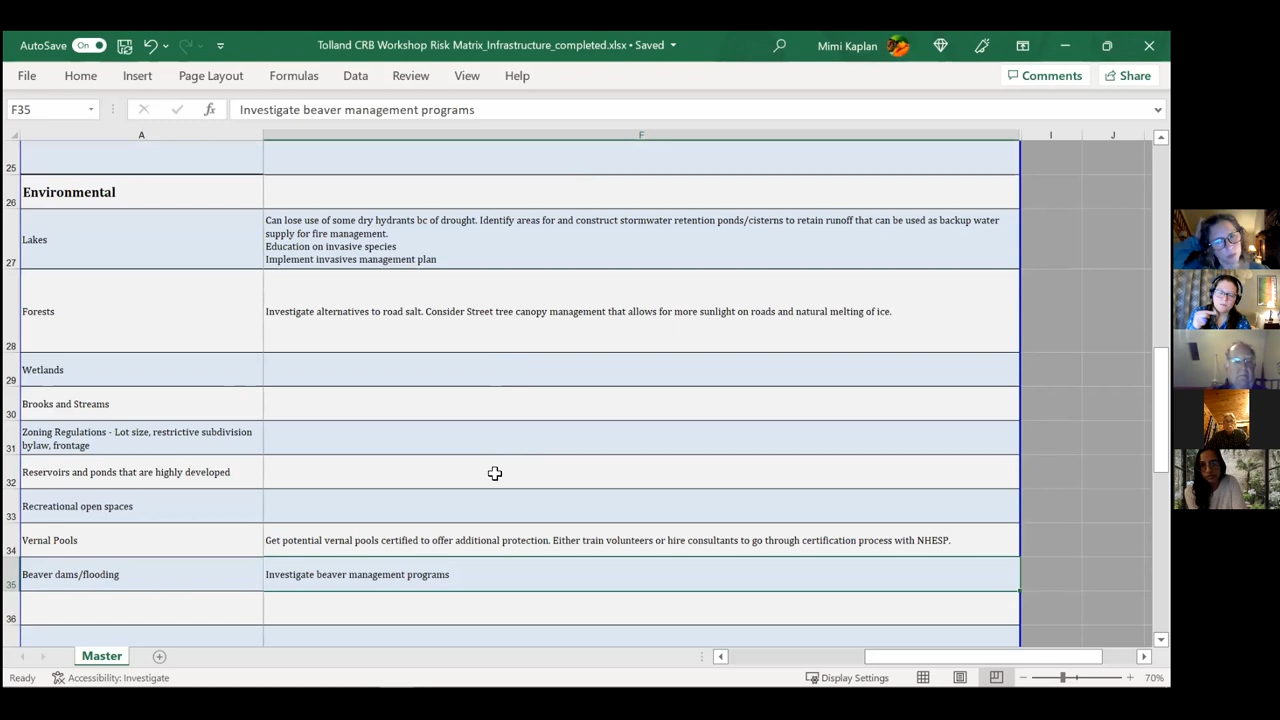 AutoSave On Tolland CRB Workshop Risk Matrix_Infrastructure_completed.xlsx • Saved Mimi Kaplan
File Home Insert Page Layout Formulas Data Review View Help Comments Share
F35 fx Investigate beaver management programs
A F I J
25
26 Environmental
27 Lakes
Can lose use of some dry hydrants bc of drought. Identify areas for and construct stormwater retention ponds/cisterns to retain runoff that can be used as backup water
supply for fire management.
Education on invasive species
Implement invasives management plan
28 Forests Investigate alternatives to road salt. Consider Street tree canopy management that allows for more sunlight on roads and natural melting of ice.
29 Wetlands
30 Brooks and Streams
31 Zoning Regulations - Lot size, restrictive subdivision
bylaw, frontage
32 Reservoirs and ponds that are highly developed
33 Recreational open spaces
34 Vernal Pools Get potential vernal pools certified to offer additional protection. Either train volunteers or hire consultants to go through certification process with NHESP.
35 Beaver dams/flooding Investigate beaver management programs
36
Master
Ready Accessibility: Investigate Display Settings 70%